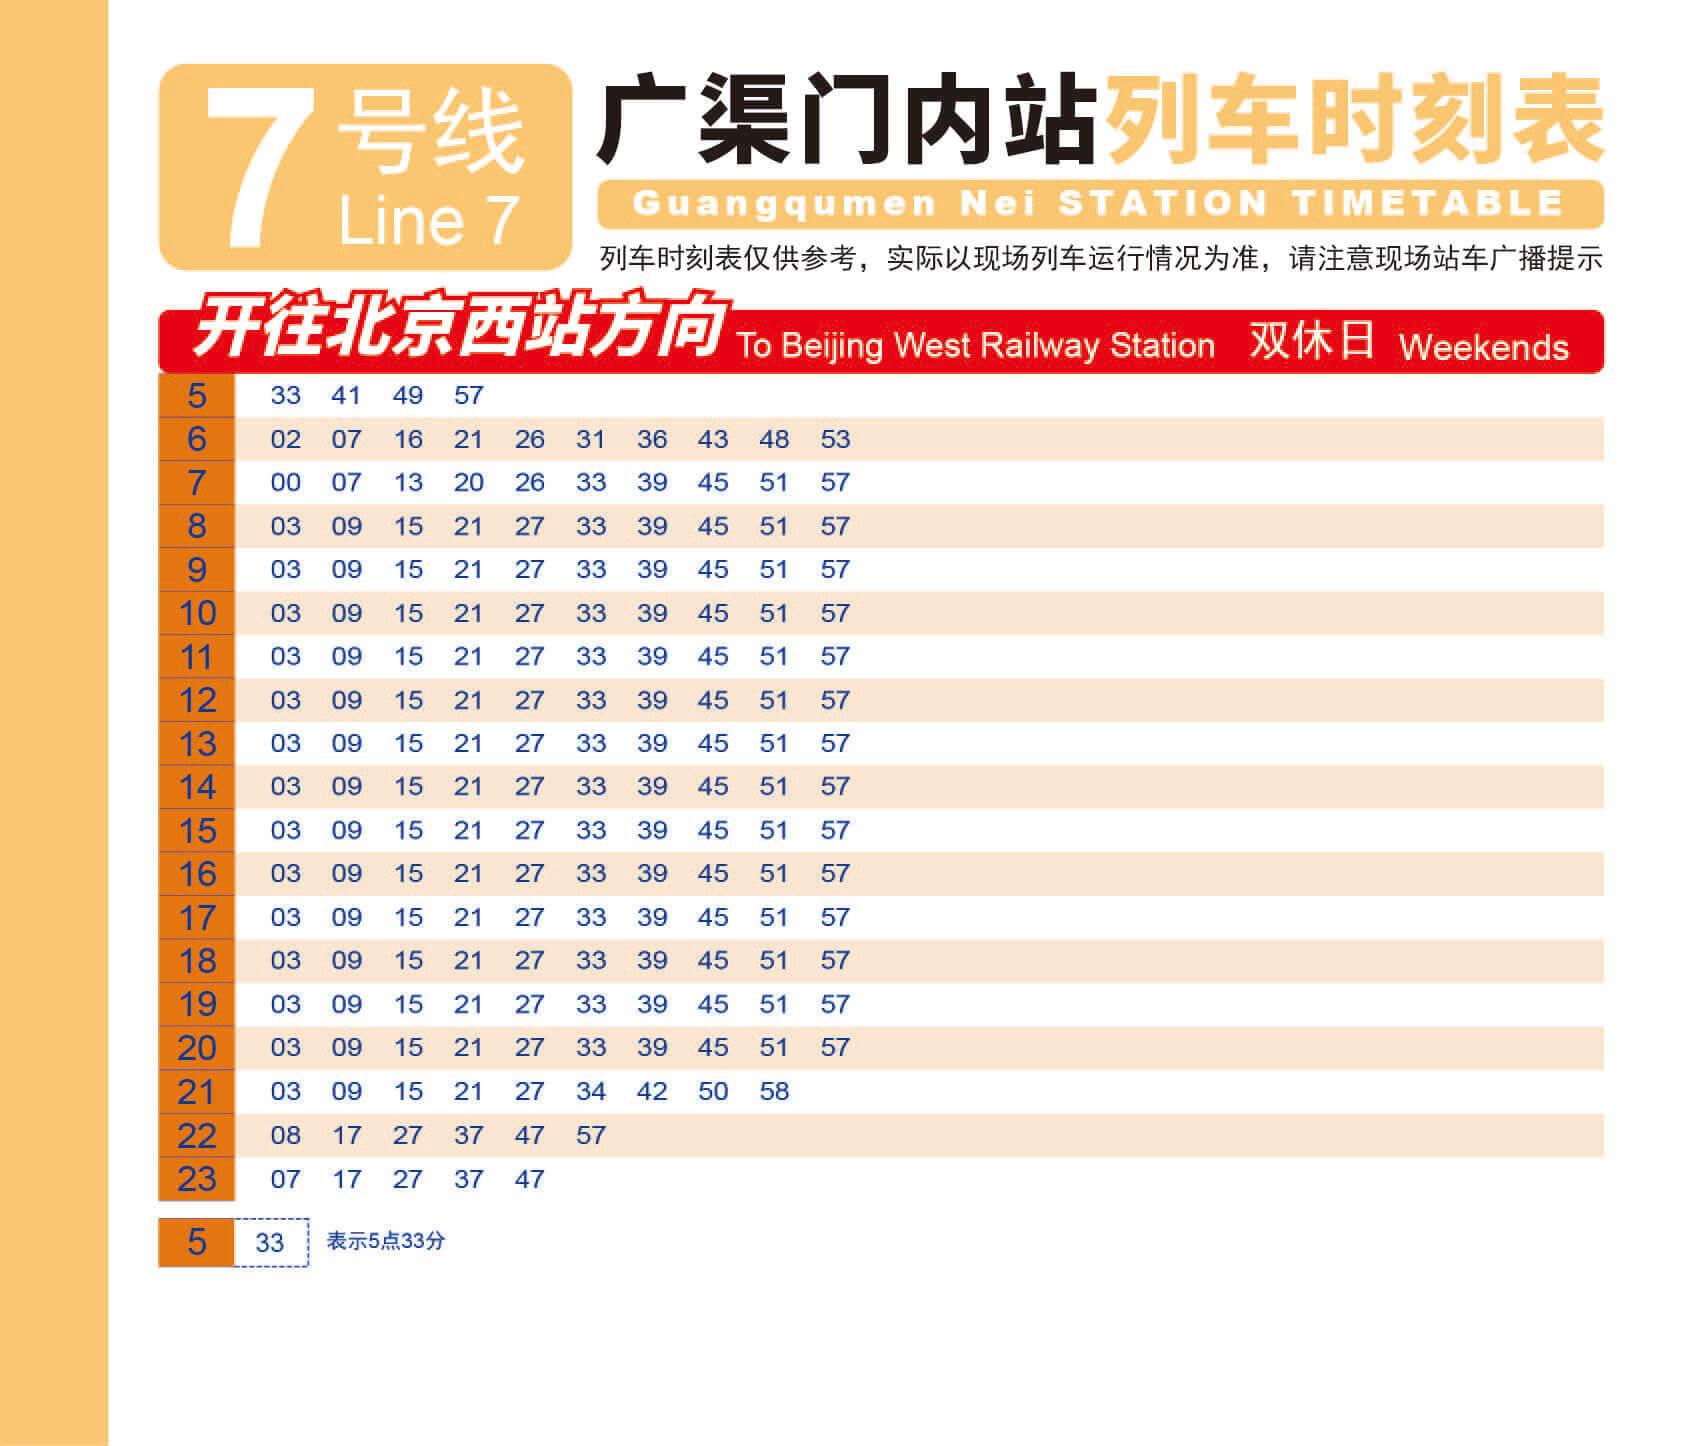 7号线
Line 7
广渠门内站列车时刻表
Guangqumen Nei STATION TIMETABLE
列车时刻表仅供参考，实际以现场列车运行情况为准，请注意现场站车广播提示
开往北京西站方向 To Beijing West Railway Station 双休日 Weekends
5 33 41 49 57
6 02 07 16 21 26 31 36 43 48 53
7 00 07 13 20 26 33 39 45 51 57
8 03 09 15 21 27 33 39 45 51 57
9 03 09 15 21 27 33 39 45 51 57
10 03 09 15 21 27 33 39 45 51 57
11 03 09 15 21 27 33 39 45 51 57
12 03 09 15 21 27 33 39 45 51 57
13 03 09 15 21 27 33 39 45 51 57
14 03 09 15 21 27 33 39 45 51 57
15 03 09 15 21 27 33 39 45 51 57
16 03 09 15 21 27 33 39 45 51 57
17 03 09 15 21 27 33 39 45 51 57
18 03 09 15 21 27 33 39 45 51 57
19 03 09 15 21 27 33 39 45 51 57
20 03 09 15 21 27 33 39 45 51 57
21 03 09 15 21 27 34 42 50 58
22 08 17 27 37 47 57
23 07 17 27 37 47
5 33 表示5点33分